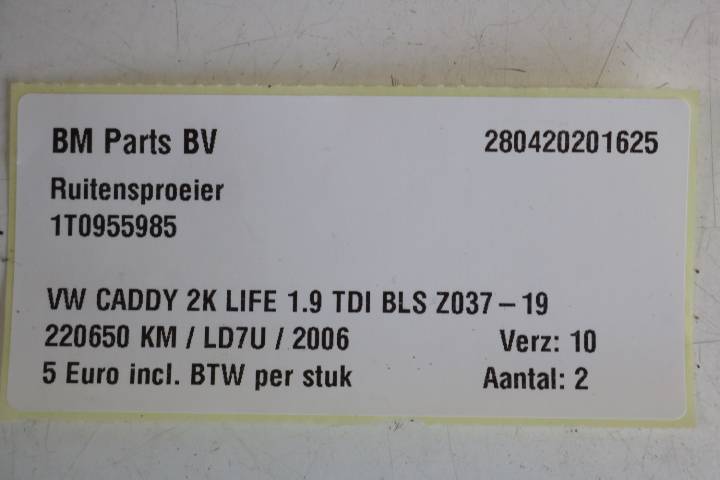 BM Parts BV 280420201625
Ruitensproeier
1T0955985
VW CADDY 2K LIFE 1.9 TDI BLS Z037 – 19
220650 KM / LD7U / 2006 Verz: 10
5 Euro incl. BTW per stuk Aantal: 2